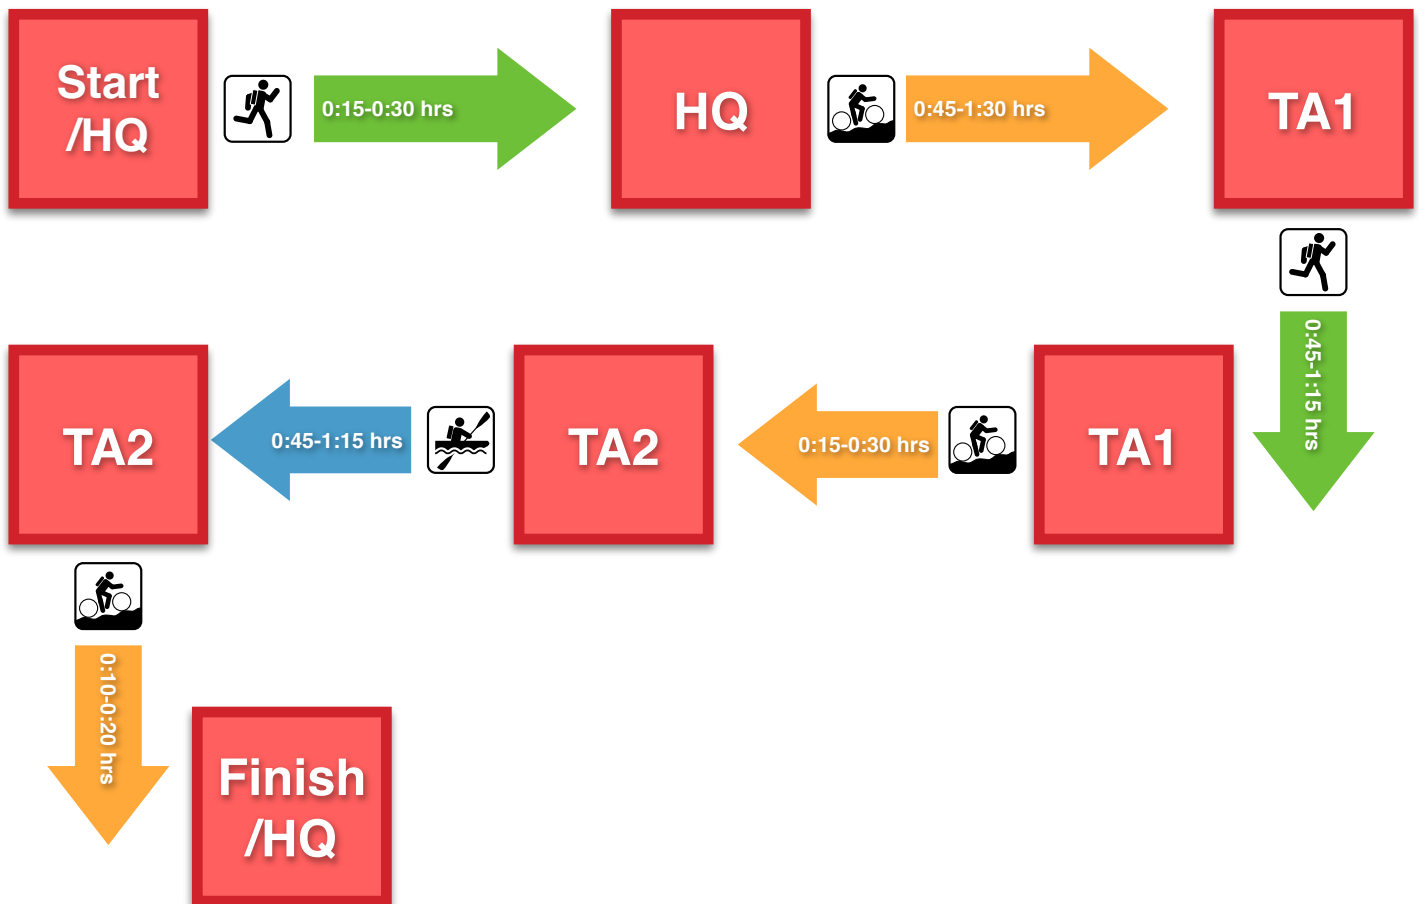 Start
/HQ
0:15-0:30 hrs
HQ
0:45-1:30 hrs
TA1
0:45-1:15 hrs
TA1
0:15-0:30 hrs
TA2
0:45-1:15 hrs
TA2
0:10-0:20 hrs
Finish
/HQ